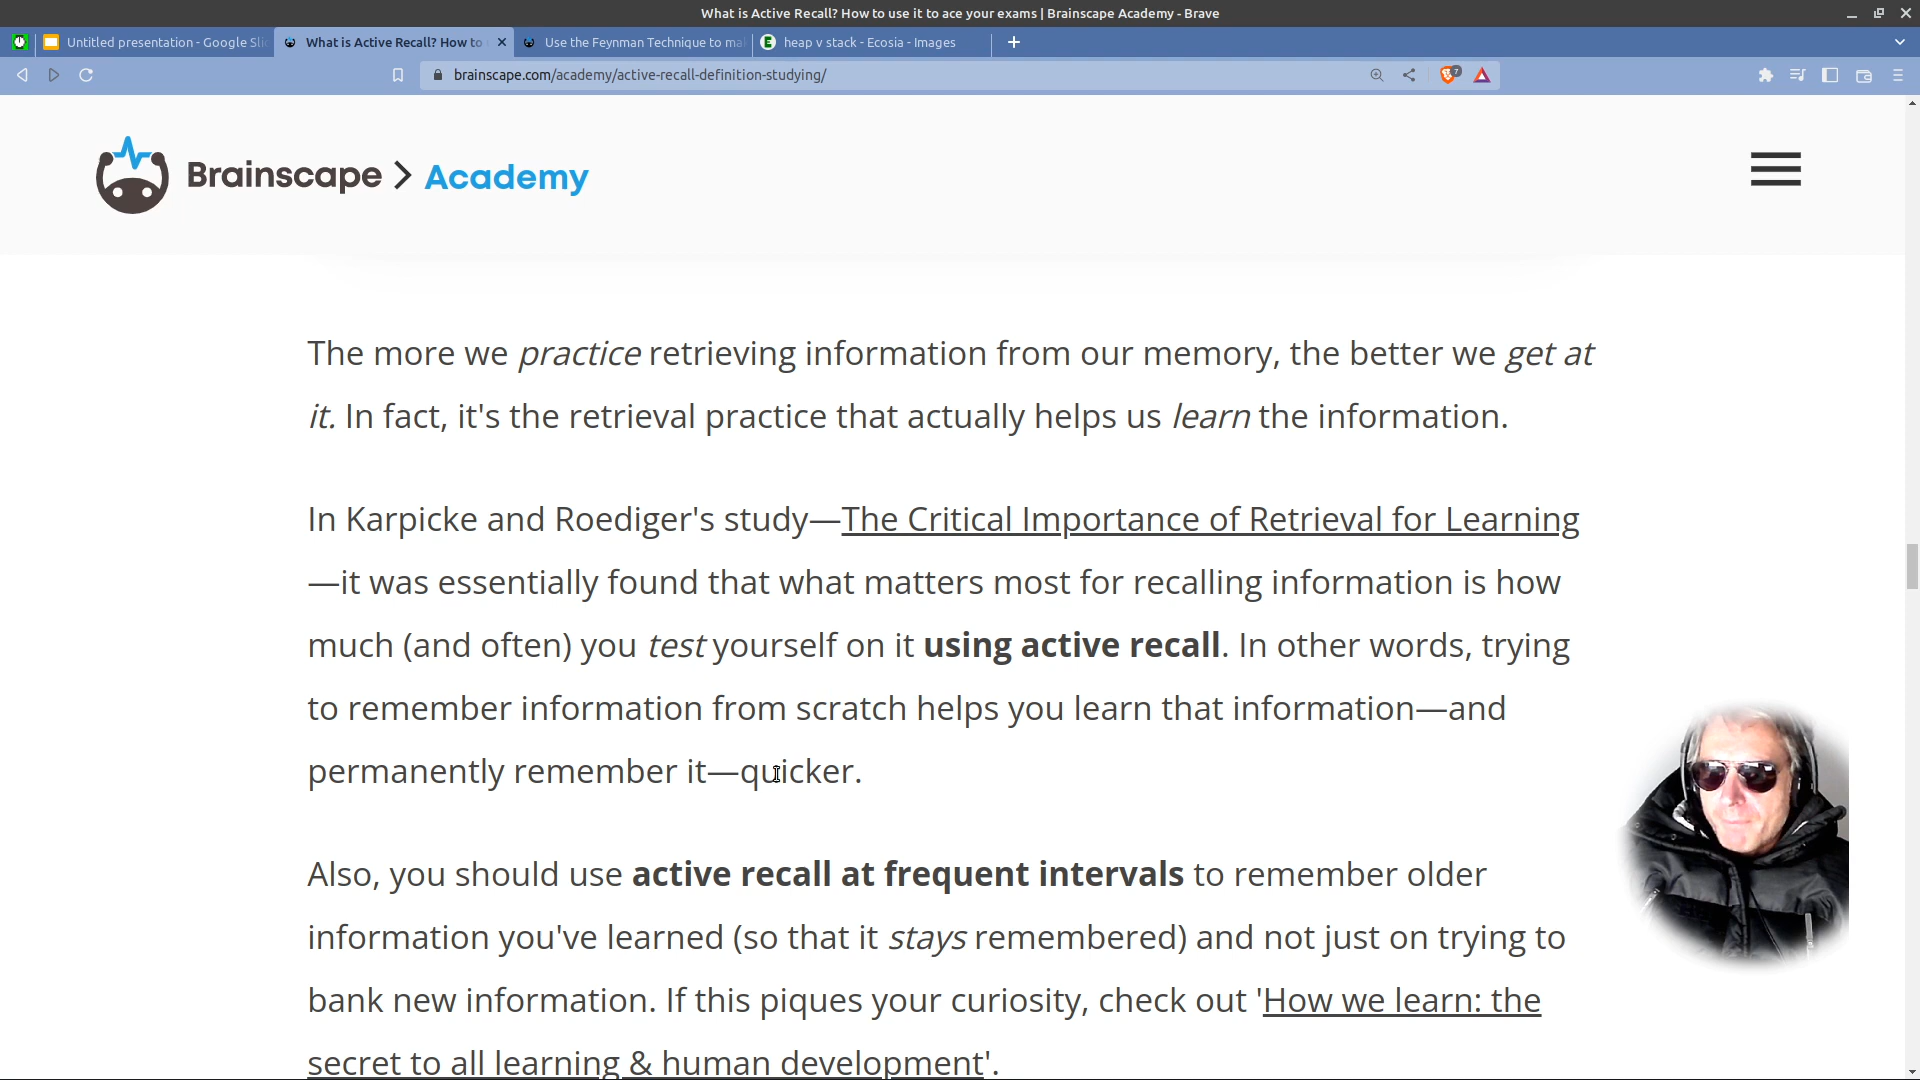 What is Active Recall? How to use it to ace your exams | Brainscape Academy - Brave
Untitled presentation - Google Sli
What is Active Recall? How to
Use the Feynman Technique to ma
heap v stack - Ecosia - Images
brainscape.com/academy/active-recall-definition-studying/
7
Brainscape > Academy
The more we practice retrieving information from our memory, the better we get at
it. In fact, it's the retrieval practice that actually helps us learn the information.
In Karpicke and Roediger's study—The Critical Importance of Retrieval for Learning
—it was essentially found that what matters most for recalling information is how
much (and often) you test yourself on it using active recall. In other words, trying
to remember information from scratch helps you learn that information—and
permanently remember it—quicker.
Also, you should use active recall at frequent intervals to remember older
information you've learned (so that it stays remembered) and not just on trying to
bank new information. If this piques your curiosity, check out 'How we learn: the
secret to all learning & human development'.